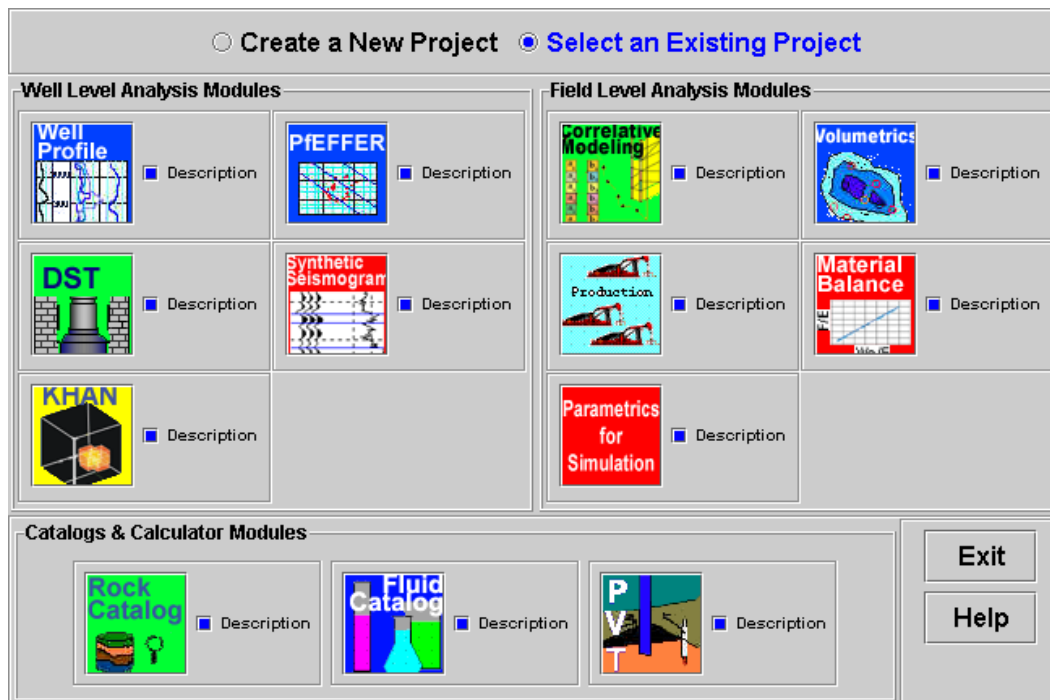 Create a New Project Select an Existing Project
Well Level Analysis Modules
Well
Profile
Description
PfEFFER
Description
DST
Description
Synthetic
Seismogram
Description
KHAN
Description
Field Level Analysis Modules
Correlative
Modeling
Description
Volumetrics
Description
Production
Description
Material
Balance
F/E
Description
Parametrics
for
Simulation
Description
Catalogs & Calculator Modules
Rock
Catalog
Description
Fluid
Catalog
Description
P
V
T
Description
Exit
Help